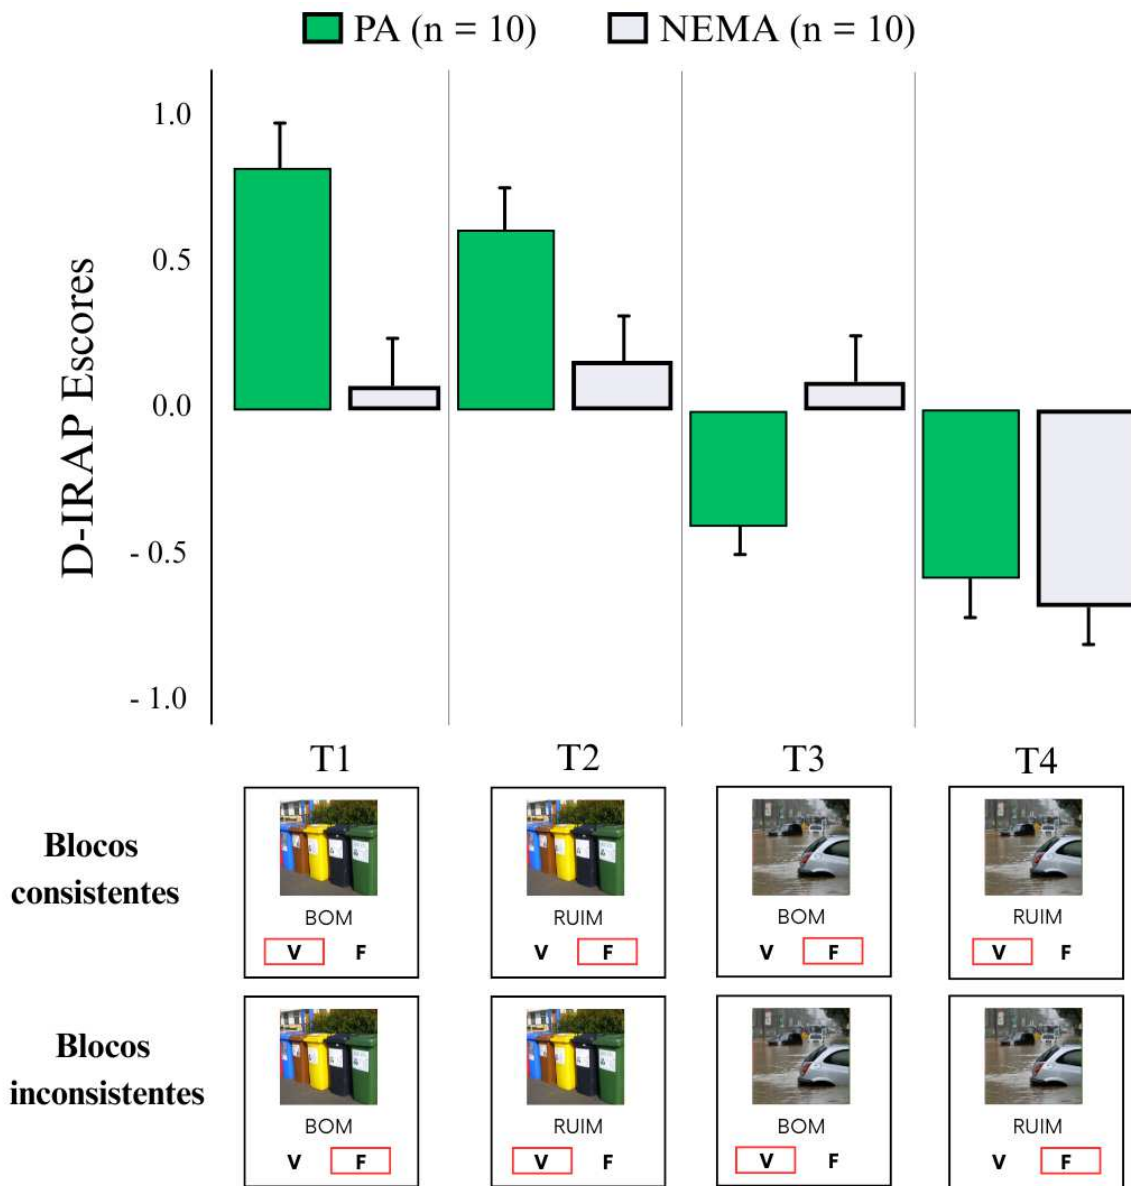 PA (n = 10) NEMA (n = 10)
D-IRAP Escores
1.0
0.5
0.0
- 0.5
- 1.0
T1 T2 T3 T4
Blocos
consistentes
BOM RUIM BOM RUIM
V F V F V F V F
Blocos
inconsistentes
BOM RUIM BOM RUIM
V F V F V F V F